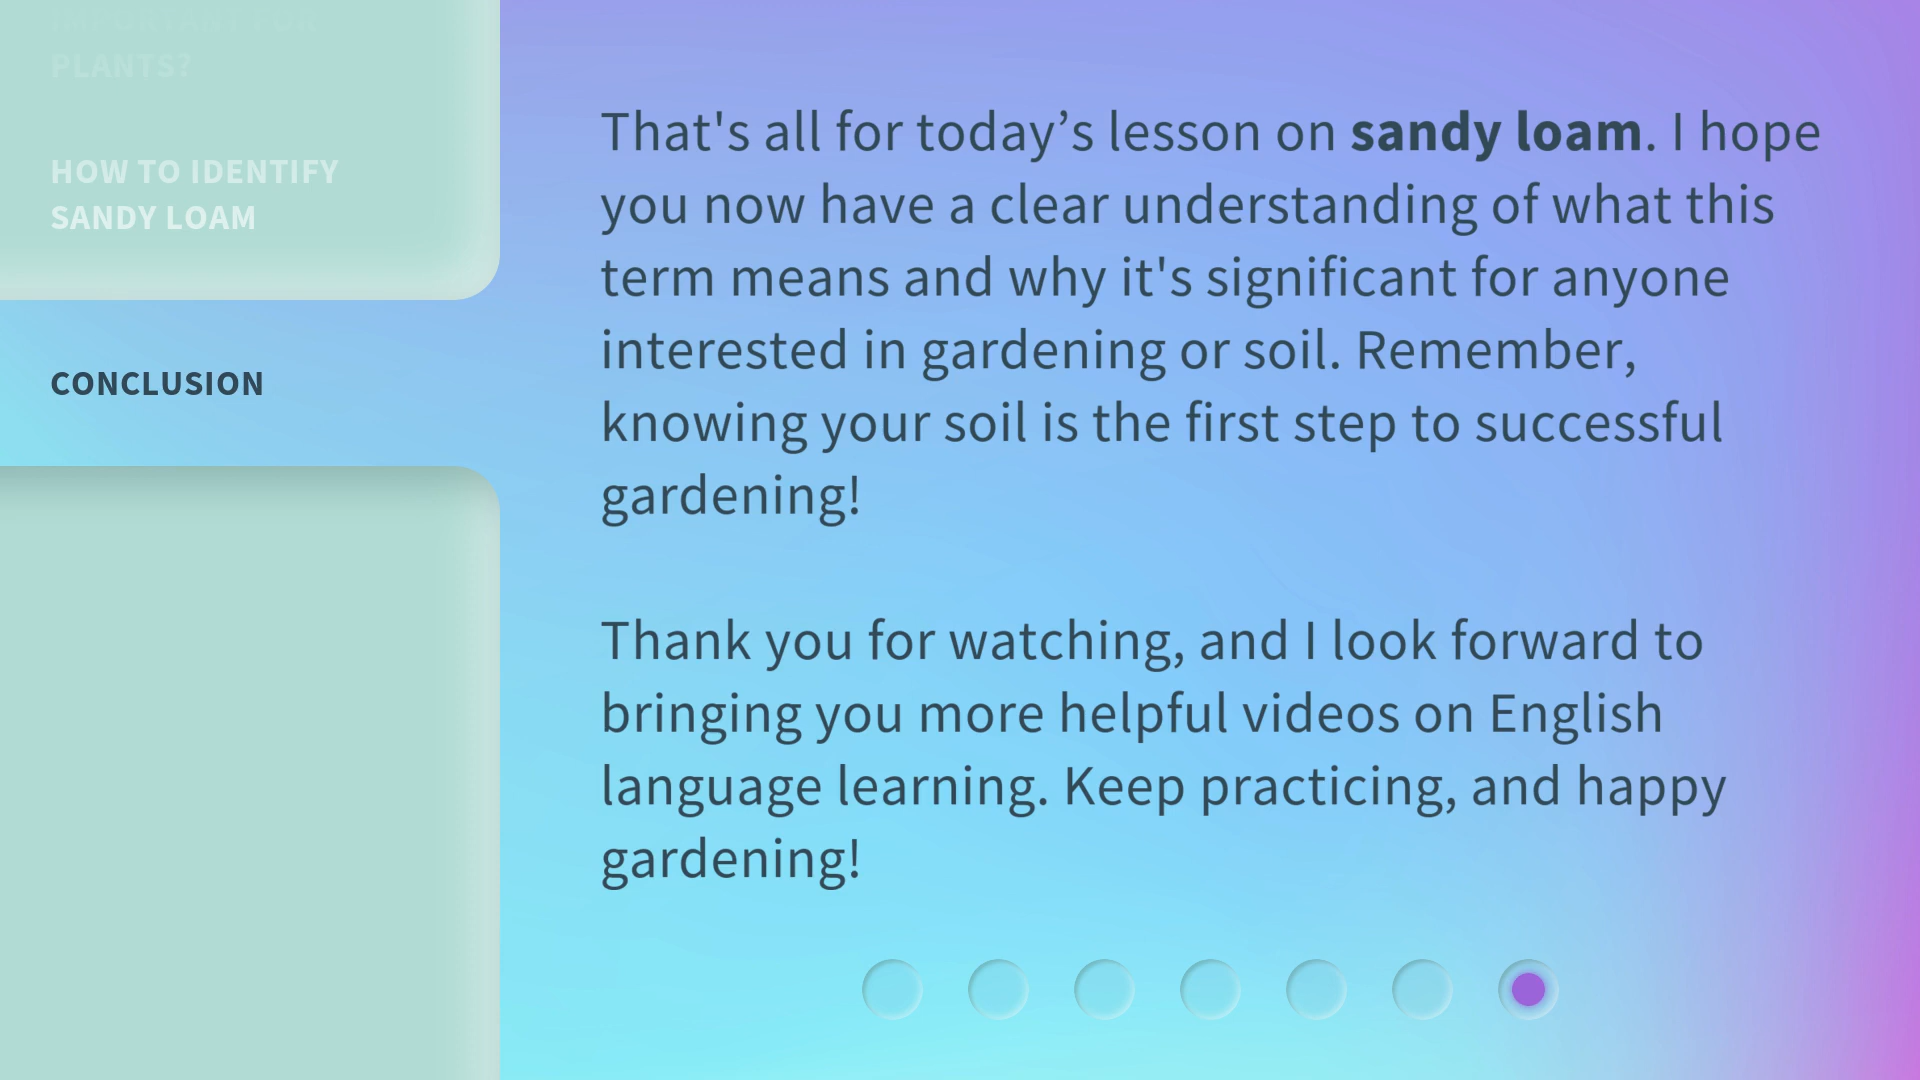 IMPORTANT FOR
PLANTS?
HOW TO IDENTIFY
SANDY LOAM
CONCLUSION
That's all for today’s lesson on sandy loam. I hope
you now have a clear understanding of what this
term means and why it's significant for anyone
interested in gardening or soil. Remember,
knowing your soil is the first step to successful
gardening!
Thank you for watching, and I look forward to
bringing you more helpful videos on English
language learning. Keep practicing, and happy
gardening!